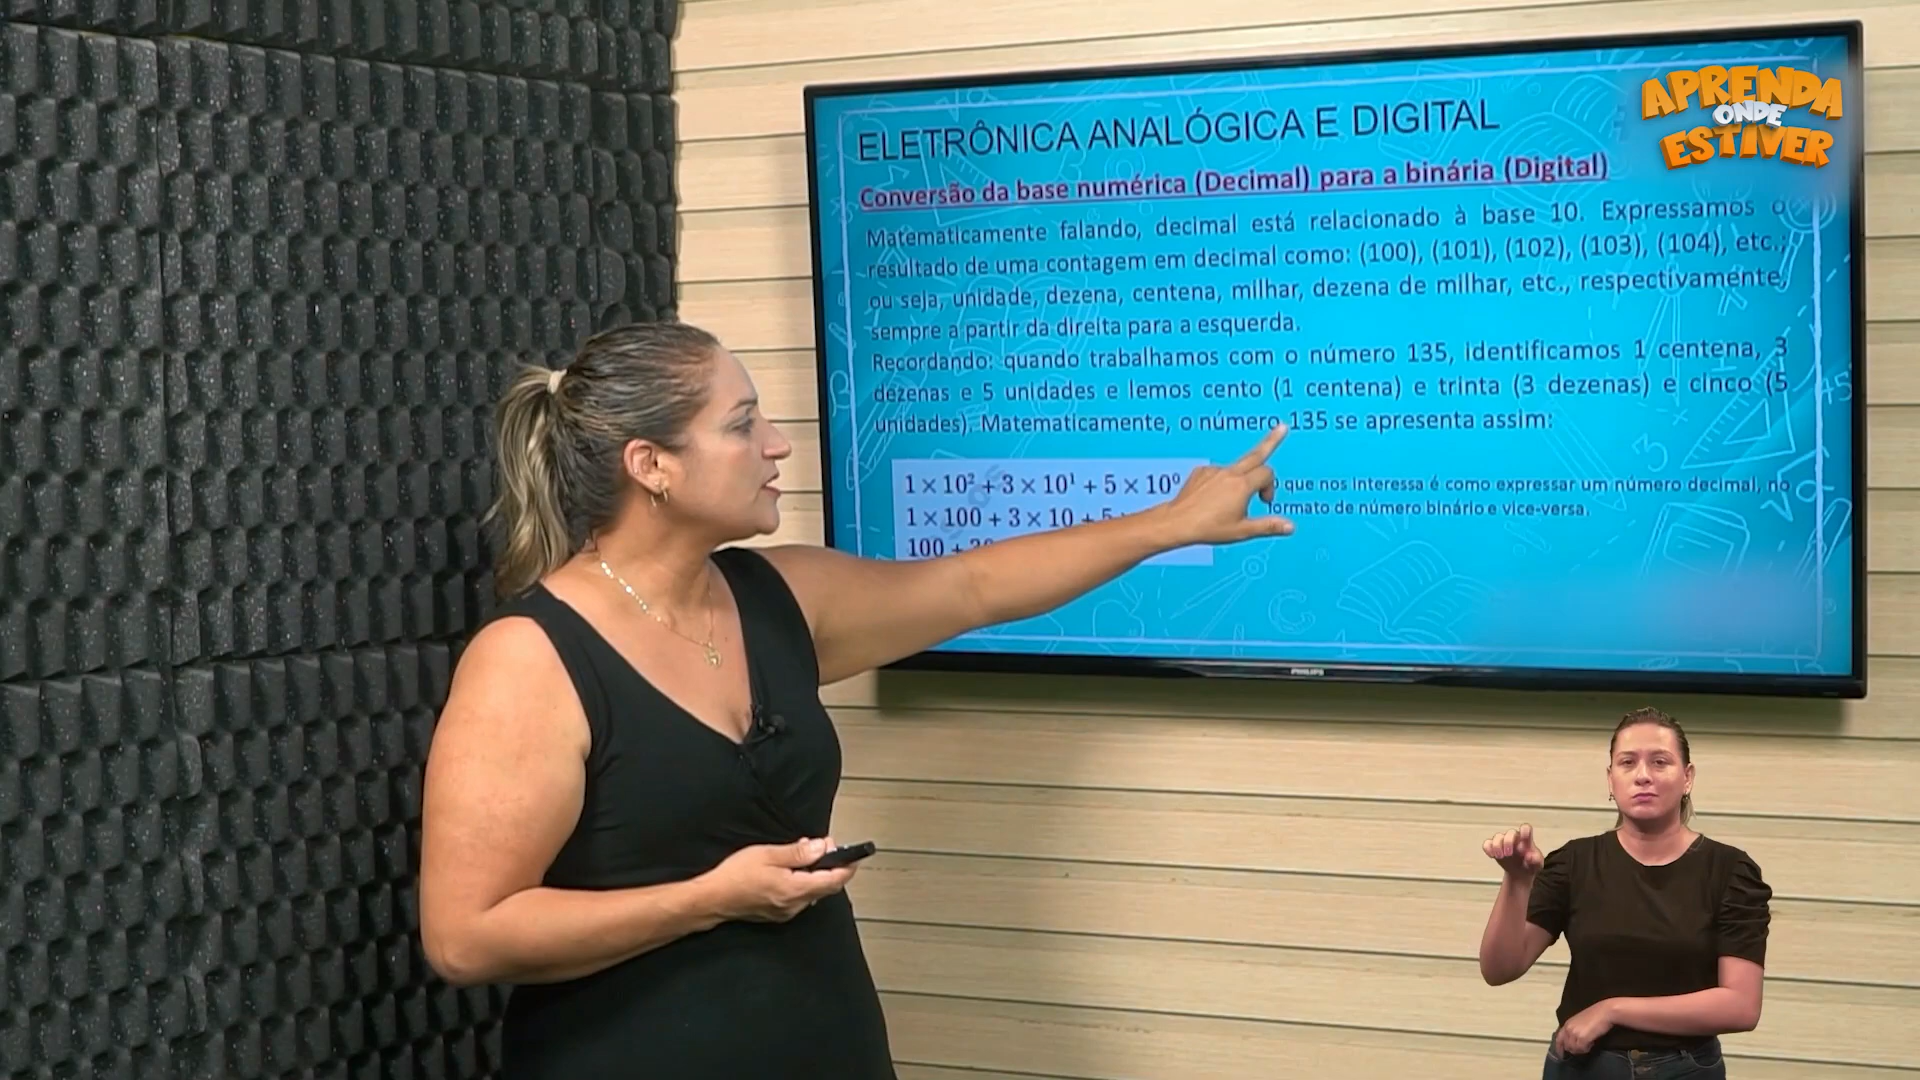 APRENDA
ONDE
ESTIVER
ELETRÔNICA ANALÓGICA E DIGITAL
Conversão da base numérica (Decimal) para a binária (Digital)
Matematicamente falando, decimal está relacionado à base 10. Expressamos o
resultado de uma contagem em decimal como: (100), (101), (102), (103), (104), etc.;
ou seja, unidade, dezena, centena, milhar, dezena de milhar, etc., respectivamente,
sempre a partir da direita para a esquerda.
Recordando: quando trabalhamos com o número 135, identificamos 1 centena, 3
dezenas e 5 unidades e lemos cento (1 centena) e trinta (3 dezenas) e cinco (5
unidades). Matematicamente, o número 135 se apresenta assim:
1 × 10² + 3 × 10¹ + 5 × 10⁰
1 × 100 + 3 × 10 + 5
100 +
que nos interessa é como expressar um número decimal, no
formato de número binário e vice-versa.
PHILIPS